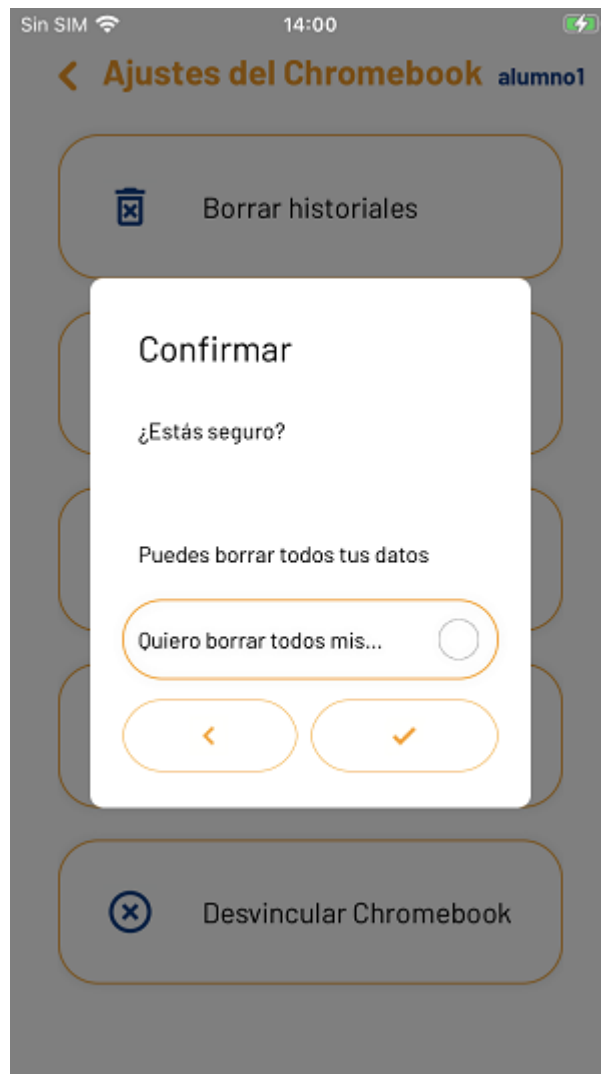 Sin SIM 14:00
Ajustes del Chromebook alumno1
Borrar historiales
Confirmar
¿Estás seguro?
Puedes borrar todos tus datos
Quiero borrar todos mis...
Desvincular Chromebook